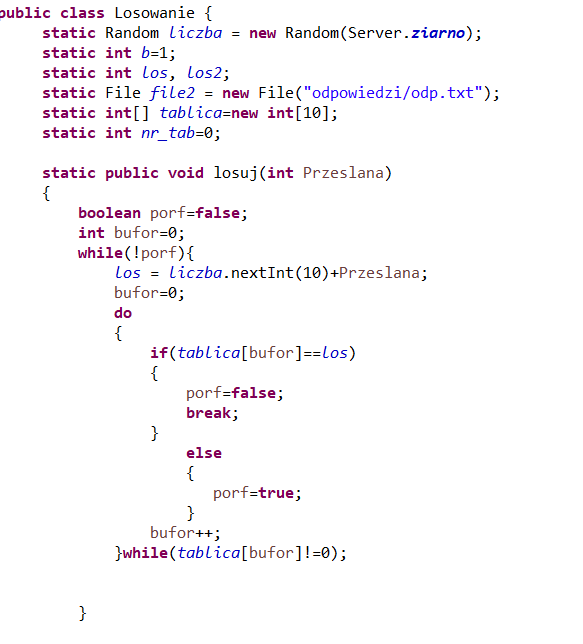 public class Losowanie {
    static Random liczba = new Random(Server.ziarno);
    static int b=1;
    static int los, los2;
    static File file2 = new File("odpowiedzi/odp.txt");
    static int[] tablica=new int[10];
    static int nr_tab=0;

    static public void losuj(int Przeslana)
    {
        boolean porf=false;
        int bufor=0;
        while(!porf){
            los = liczba.nextInt(10)+Przeslana;
            bufor=0;
            do
            {
                if(tablica[bufor]==los)
                {
                    porf=false;
                    break;
                }
                    else
                    {
                       porf=true;
                    }
                bufor++;
            }while(tablica[bufor]!=0);


        }